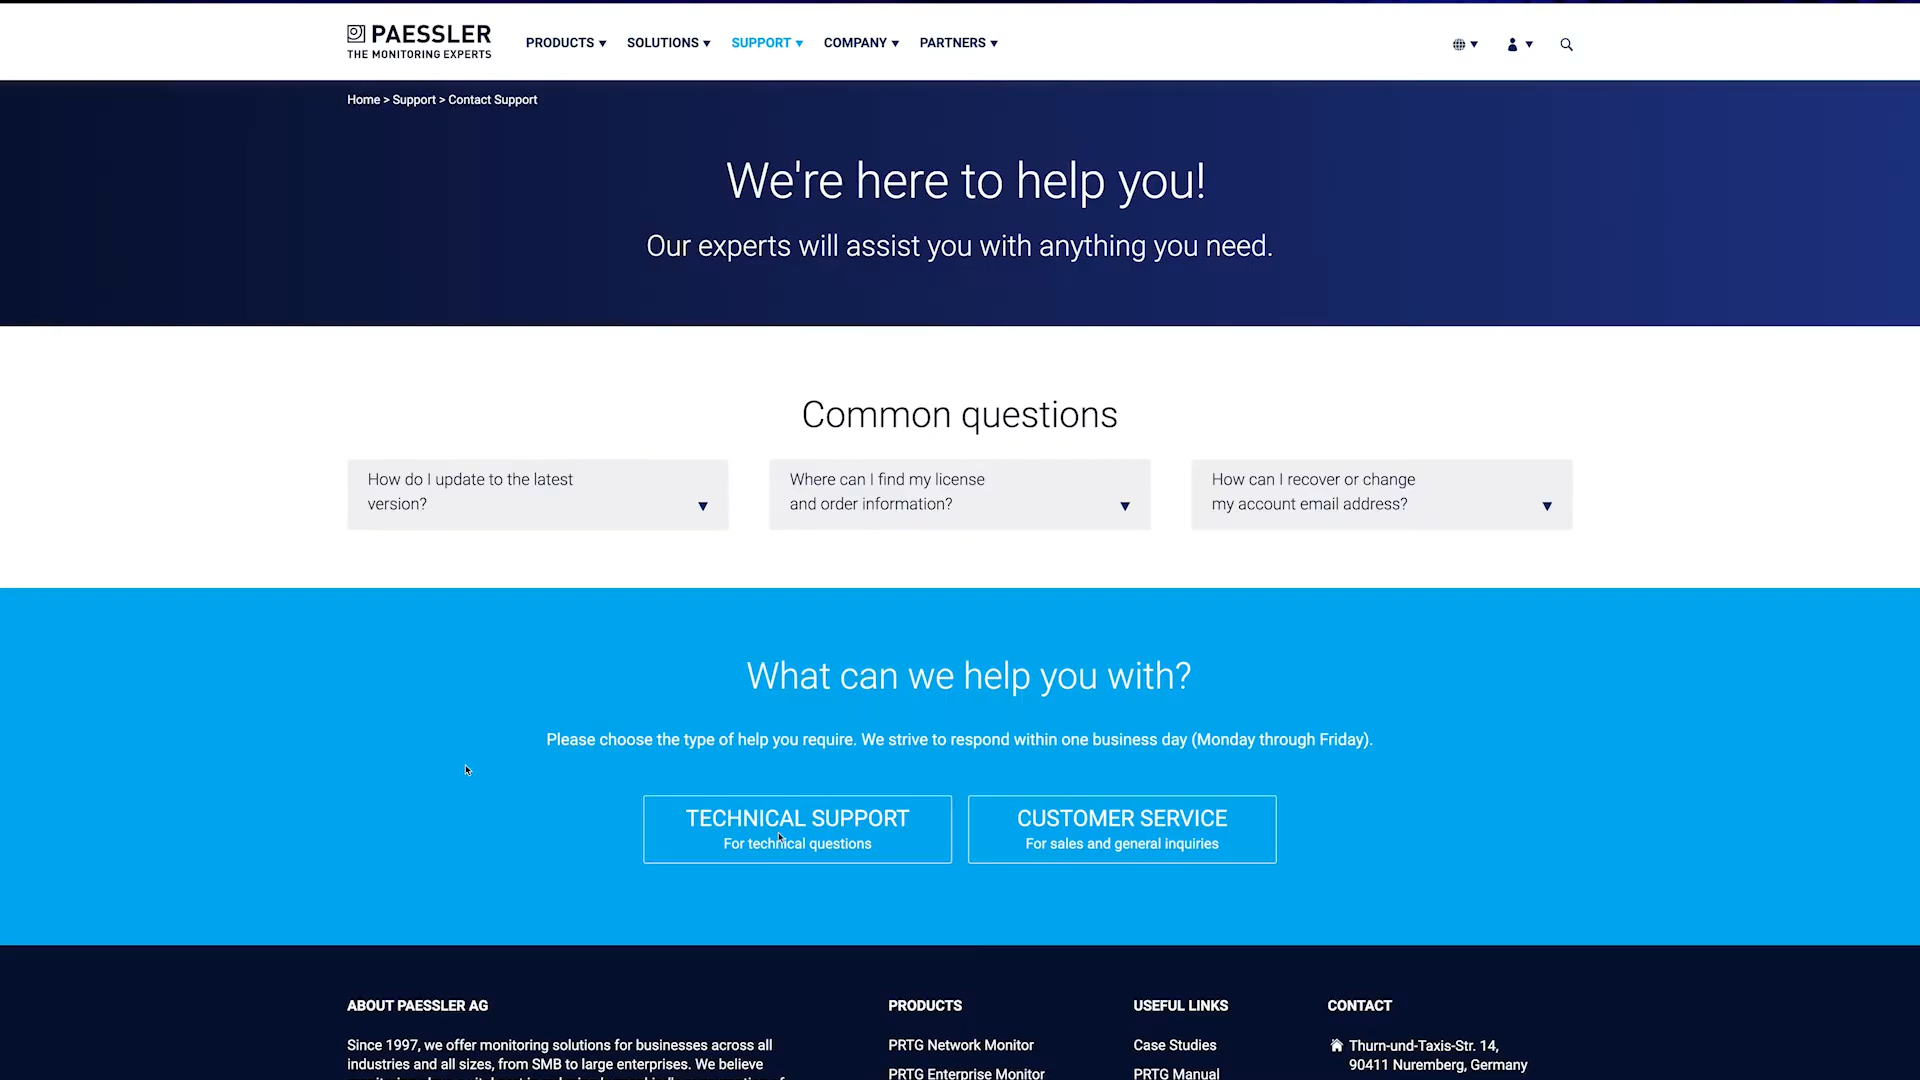 PAESSLER
THE MONITORING EXPERTS
PRODUCTS
SOLUTIONS
SUPPORT
COMPANY
PARTNERS
Home > Support > Contact Support
We're here to help you!
Our experts will assist you with anything you need.
Common questions
How do I update to the latest
version?
Where can I find my license
and order information?
How can I recover or change
my account email address?
What can we help you with?
Please choose the type of help you require. We strive to respond within one business day (Monday through Friday).
TECHNICAL SUPPORT
For technical questions
CUSTOMER SERVICE
For sales and general inquiries
ABOUT PAESSLER AG
Since 1997, we offer monitoring solutions for businesses across all
industries and all sizes, from SMB to large enterprises. We believe
PRODUCTS
PRTG Network Monitor
PRTG Enterprise Monitor
USEFUL LINKS
Case Studies
PRTG Manual
CONTACT
Thurn-und-Taxis-Str. 14,
90411 Nuremberg, Germany